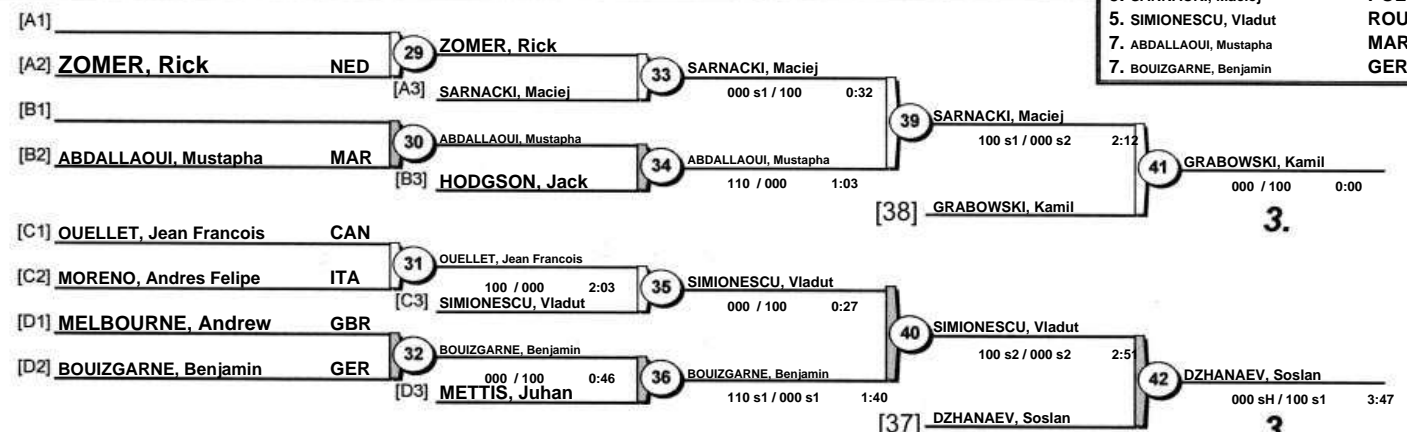 5. SIMIONESCU, Vladut ROU
7. ABDALLAOUI, Mustapha MAR
7. BOUIZGARNE, Benjamin GER
[A1]
[A2] ZOMER, Rick NED
29
ZOMER, Rick
[A3] SARNACKI, Maciej
33
SARNACKI, Maciej
000 s1 / 100 0:32
[B1]
[B2] ABDALLAOUI, Mustapha MAR
30
ABDALLAOUI, Mustapha
[B3] HODGSON, Jack
34
ABDALLAOUI, Mustapha
110 / 000 1:03
39
SARNACKI, Maciej
100 s1 / 000 s2 2:12
[38] GRABOWSKI, Kamil
41
GRABOWSKI, Kamil
000 / 100 0:00
3.
[C1] OUELLET, Jean Francois CAN
[C2] MORENO, Andres Felipe ITA
31
OUELLET, Jean Francois
100 / 000 2:03
[C3] SIMIONESCU, Vladut
35
SIMIONESCU, Vladut
000 / 100 0:27
[D1] MELBOURNE, Andrew GBR
[D2] BOUIZGARNE, Benjamin GER
32
BOUIZGARNE, Benjamin
000 / 100 0:46
[D3] METTIS, Juhan
36
BOUIZGARNE, Benjamin
110 s1 / 000 s1 1:40
40
SIMIONESCU, Vladut
100 s2 / 000 s2 2:51
[37] DZHANAEV, Soslan
42
DZHANAEV, Soslan
000 sH / 100 s1 3:47
3.